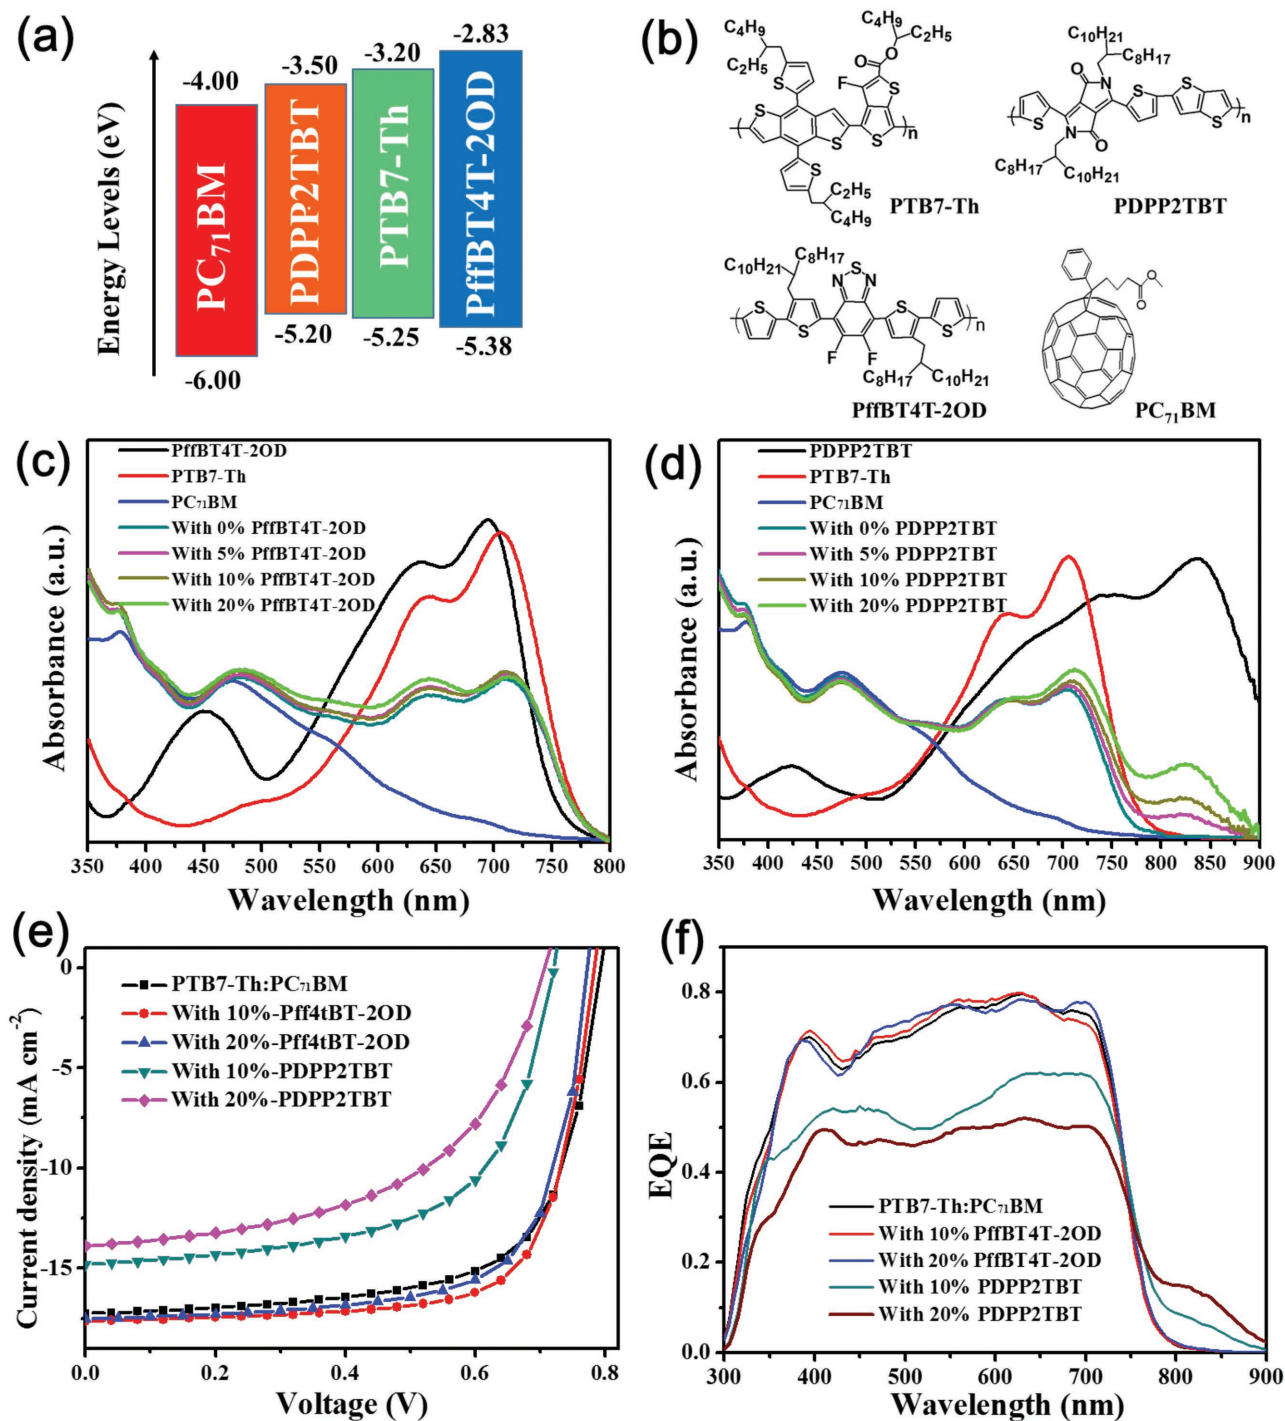 (a)
Energy Levels (eV)
-4.00
-3.50
-3.20
-2.83
PC₇₁BM
PDPP2TBT
PTB7-Th
PffBT4T-2OD
-6.00
-5.20
-5.25
-5.38
(b)
C₄H₉
C₂H₅
C₄H₉
O
C₂H₅
O
F
S
S
S
S
S
S
n
C₂H₅
C₄H₉
PTB7-Th
C₁₀H₂₁
C₈H₁₇
O
N
S
S
S
S
n
N
O
C₈H₁₇
C₁₀H₂₁
PDPP2TBT
C₁₀H₂₁
C₈H₁₇
N
S
N
S
S
S
S
n
F
F
C₈H₁₇
C₁₀H₂₁
PffBT4T-2OD
O
O
PC₇₁BM
(c)
PffBT4T-2OD
PTB7-Th
PC₇₁BM
With 0% PffBT4T-2OD
With 5% PffBT4T-2OD
With 10% PffBT4T-2OD
With 20% PffBT4T-2OD
Absorbance (a.u.)
350 400 450 500 550 600 650 700 750 800
Wavelength (nm)
(d)
PDPP2TBT
PTB7-Th
PC₇₁BM
With 0% PDPP2TBT
With 5% PDPP2TBT
With 10% PDPP2TBT
With 20% PDPP2TBT
Absorbance (a.u.)
350 400 450 500 550 600 650 700 750 800 850 900
Wavelength (nm)
(e)
PTB7-Th:PC₇₁BM
With 10%-Pff4tBT-2OD
With 20%-Pff4tBT-2OD
With 10%-PDPP2TBT
With 20%-PDPP2TBT
Current density (mA cm⁻²)
0
-5
-10
-15
0.0 0.2 0.4 0.6 0.8
Voltage (V)
(f)
EQE
0.8
0.6
0.4
0.2
0.0
PTB7-Th:PC₇₁BM
With 10% PffBT4T-2OD
With 20% PffBT4T-2OD
With 10% PDPP2TBT
With 20% PDPP2TBT
300 400 500 600 700 800 900
Wavelength (nm)